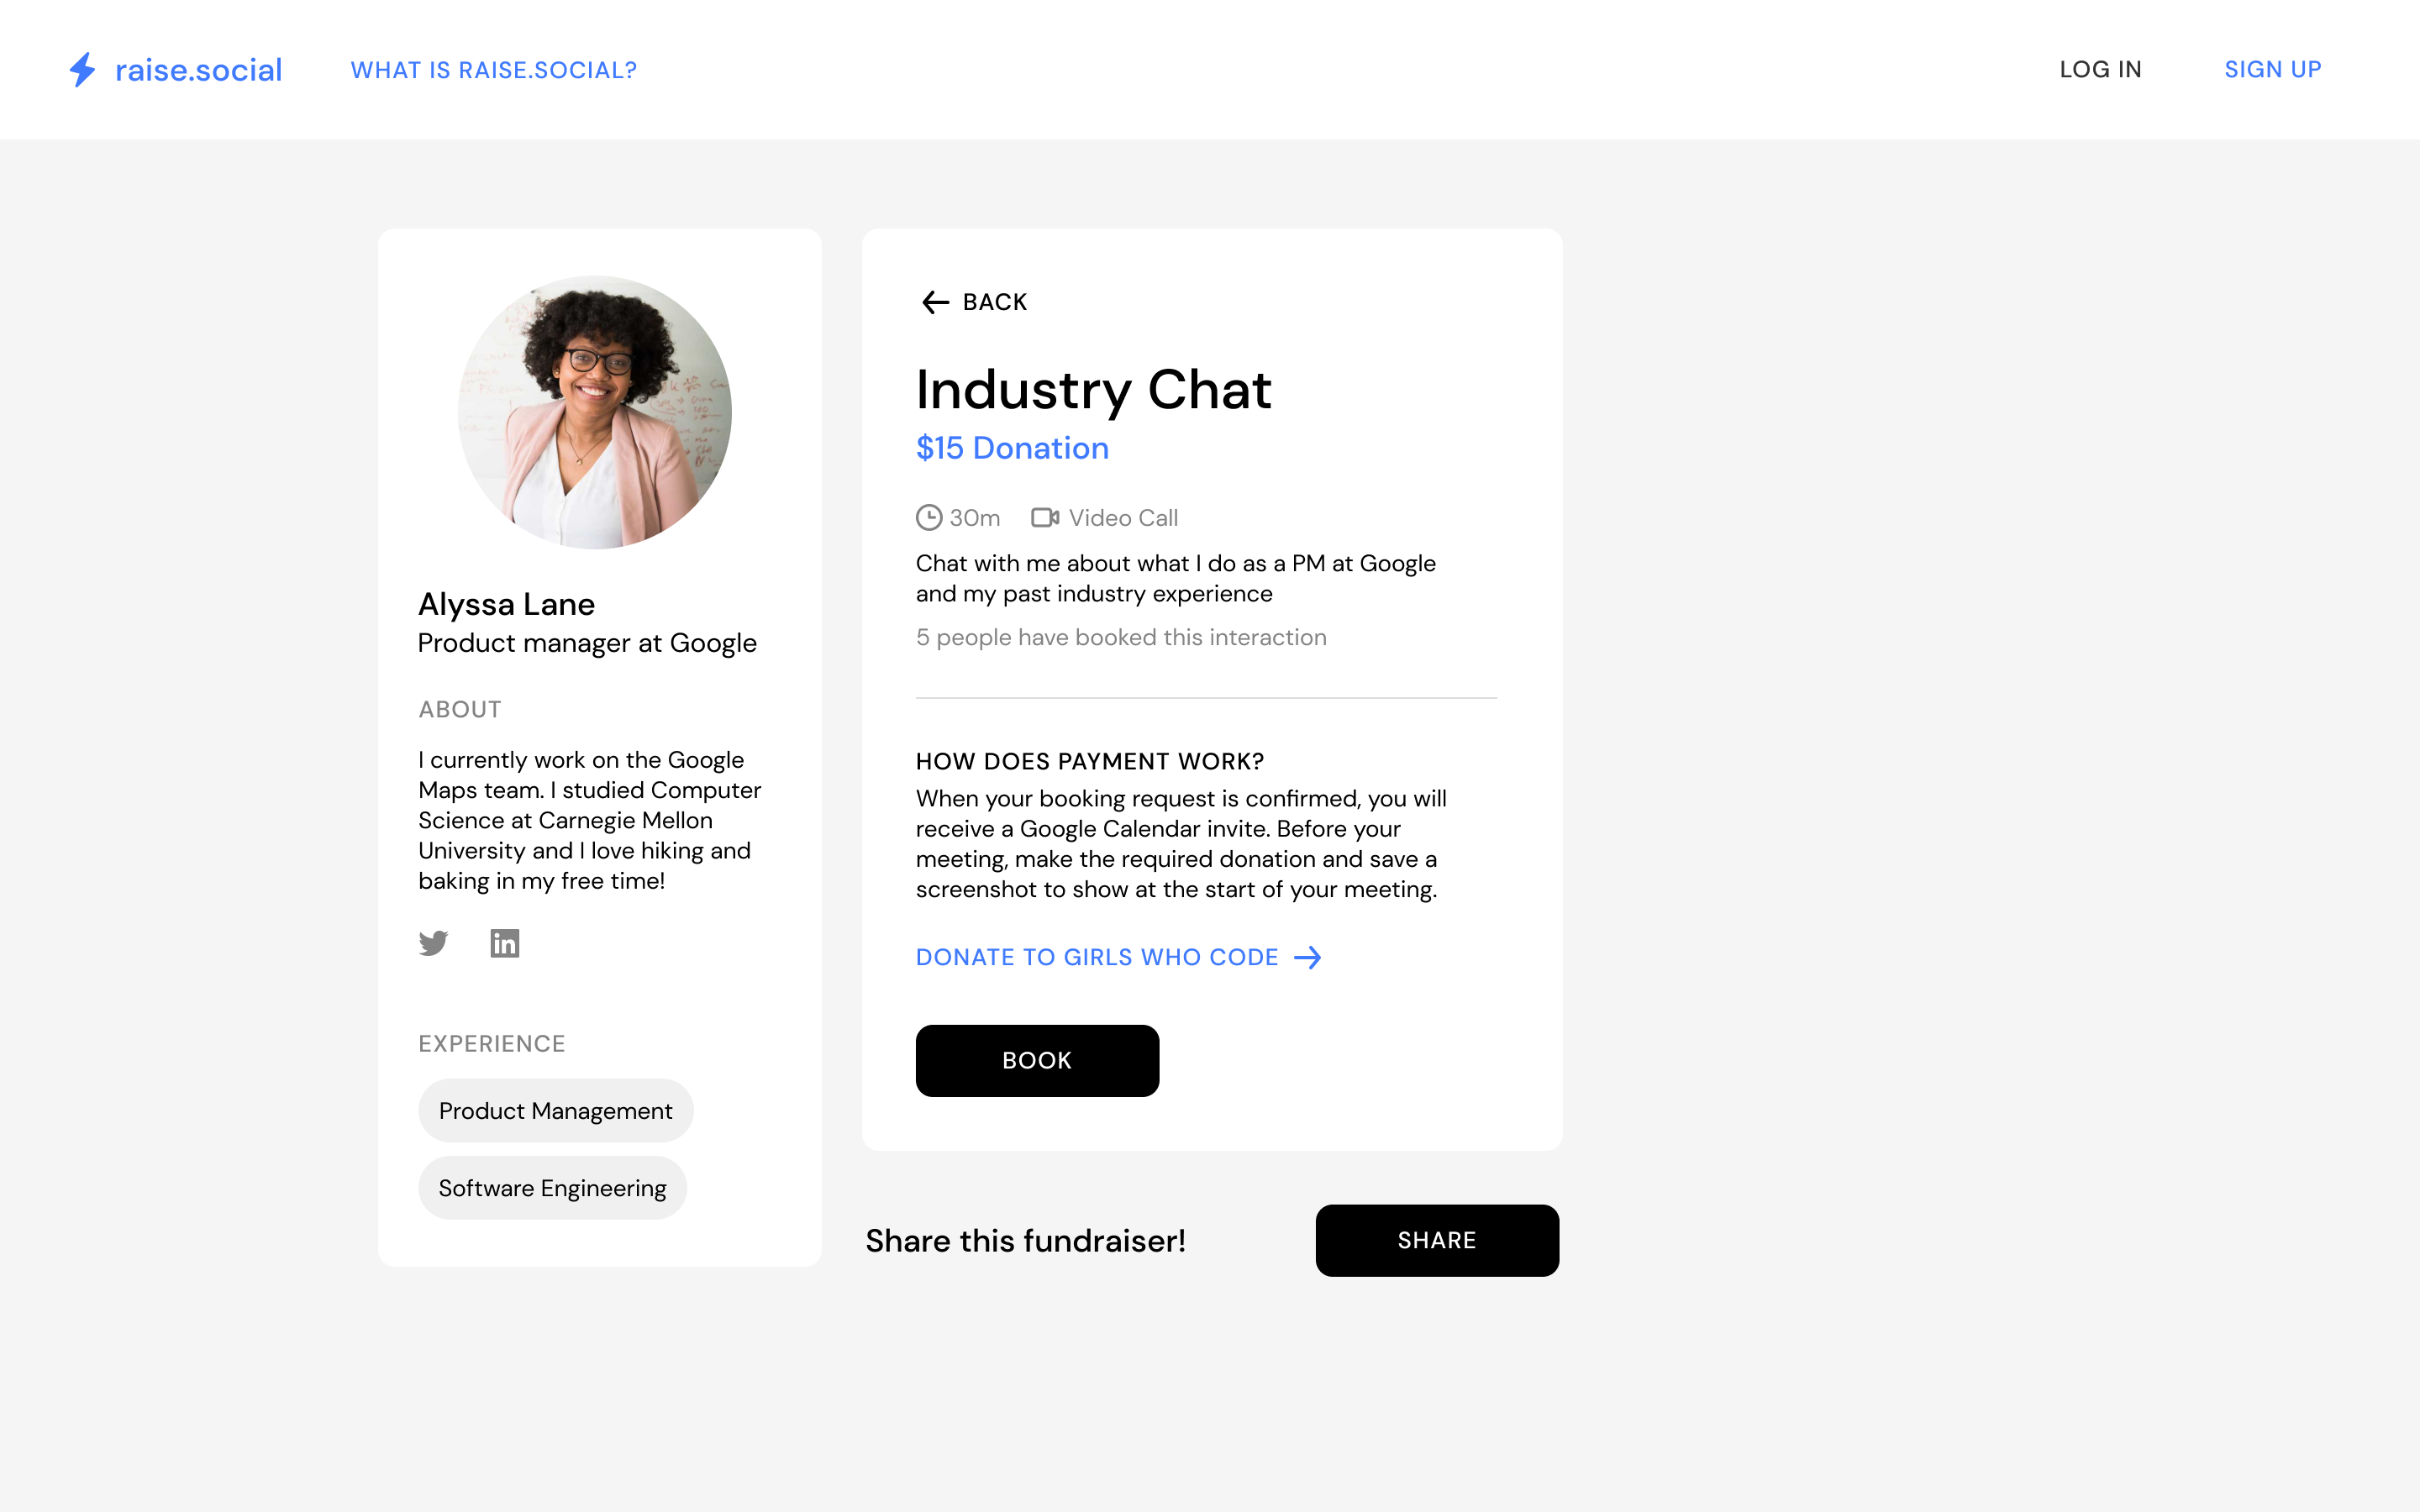 raise.social
WHAT IS RAISE.SOCIAL?
LOG IN
SIGN UP
Alyssa Lane
Product manager at Google
ABOUT
I currently work on the Google
Maps team. I studied Computer
Science at Carnegie Mellon
University and I love hiking and
baking in my free time!
in
EXPERIENCE
Product Management
Software Engineering
BACK
Industry Chat
$15 Donation
30m
Video Call
Chat with me about what I do as a PM at Google
and my past industry experience
5 people have booked this interaction
HOW DOES PAYMENT WORK?
When your booking request is confirmed, you will
receive a Google Calendar invite. Before your
meeting, make the required donation and save a
screenshot to show at the start of your meeting.
DONATE TO GIRLS WHO CODE
BOOK
Share this fundraiser!
SHARE